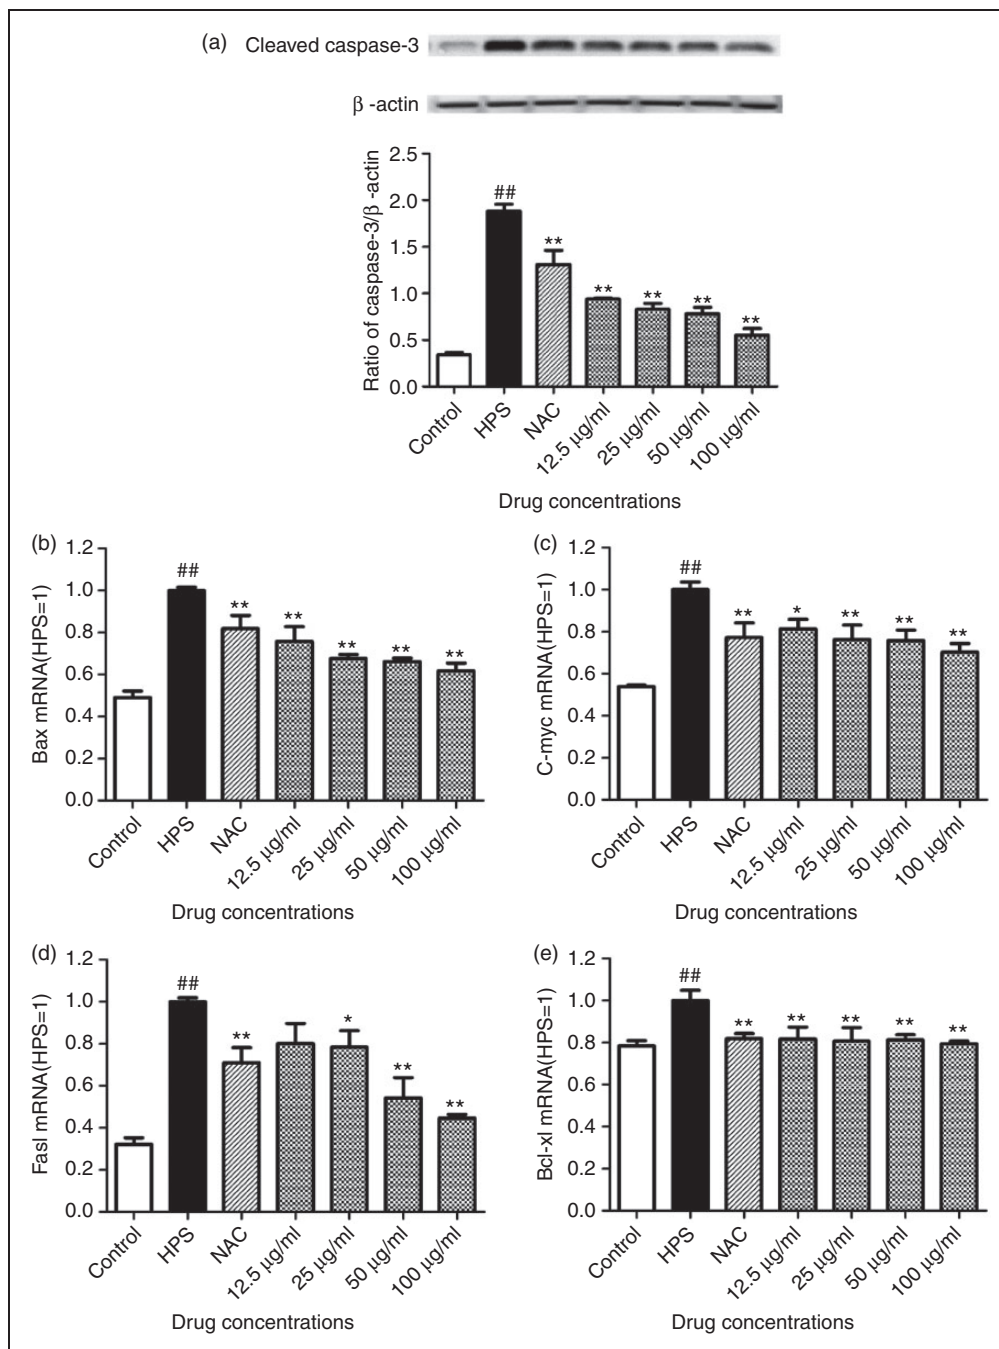 (a) Cleaved caspase-3
β -actin
Ratio of caspase-3/β -actin
2.5
2.0
1.5
1.0
0.5
0.0
##
**
**
**
**
**
Control
HPS
NAC
12.5 µg/ml
25 µg/ml
50 µg/ml
100 µg/ml
Drug concentrations
(b)
Bax mRNA(HPS=1)
1.2
1.0
0.8
0.6
0.4
0.2
0.0
##
**
**
**
**
**
Control
HPS
NAC
12.5 µg/ml
25 µg/ml
50 µg/ml
100 µg/ml
Drug concentrations
(c)
C-myc mRNA(HPS=1)
1.2
1.0
0.8
0.6
0.4
0.2
0.0
##
**
*
**
**
**
Control
HPS
NAC
12.5 µg/ml
25 µg/ml
50 µg/ml
100 µg/ml
Drug concentrations
(d)
Fasl mRNA(HPS=1)
1.2
1.0
0.8
0.6
0.4
0.2
0.0
##
**
*
**
**
Control
HPS
NAC
12.5 µg/ml
25 µg/ml
50 µg/ml
100 µg/ml
Drug concentrations
(e)
Bcl-xl mRNA(HPS=1)
1.2
1.0
0.8
0.6
0.4
0.2
0.0
##
**
**
**
**
**
Control
HPS
NAC
12.5 µg/ml
25 µg/ml
50 µg/ml
100 µg/ml
Drug concentrations